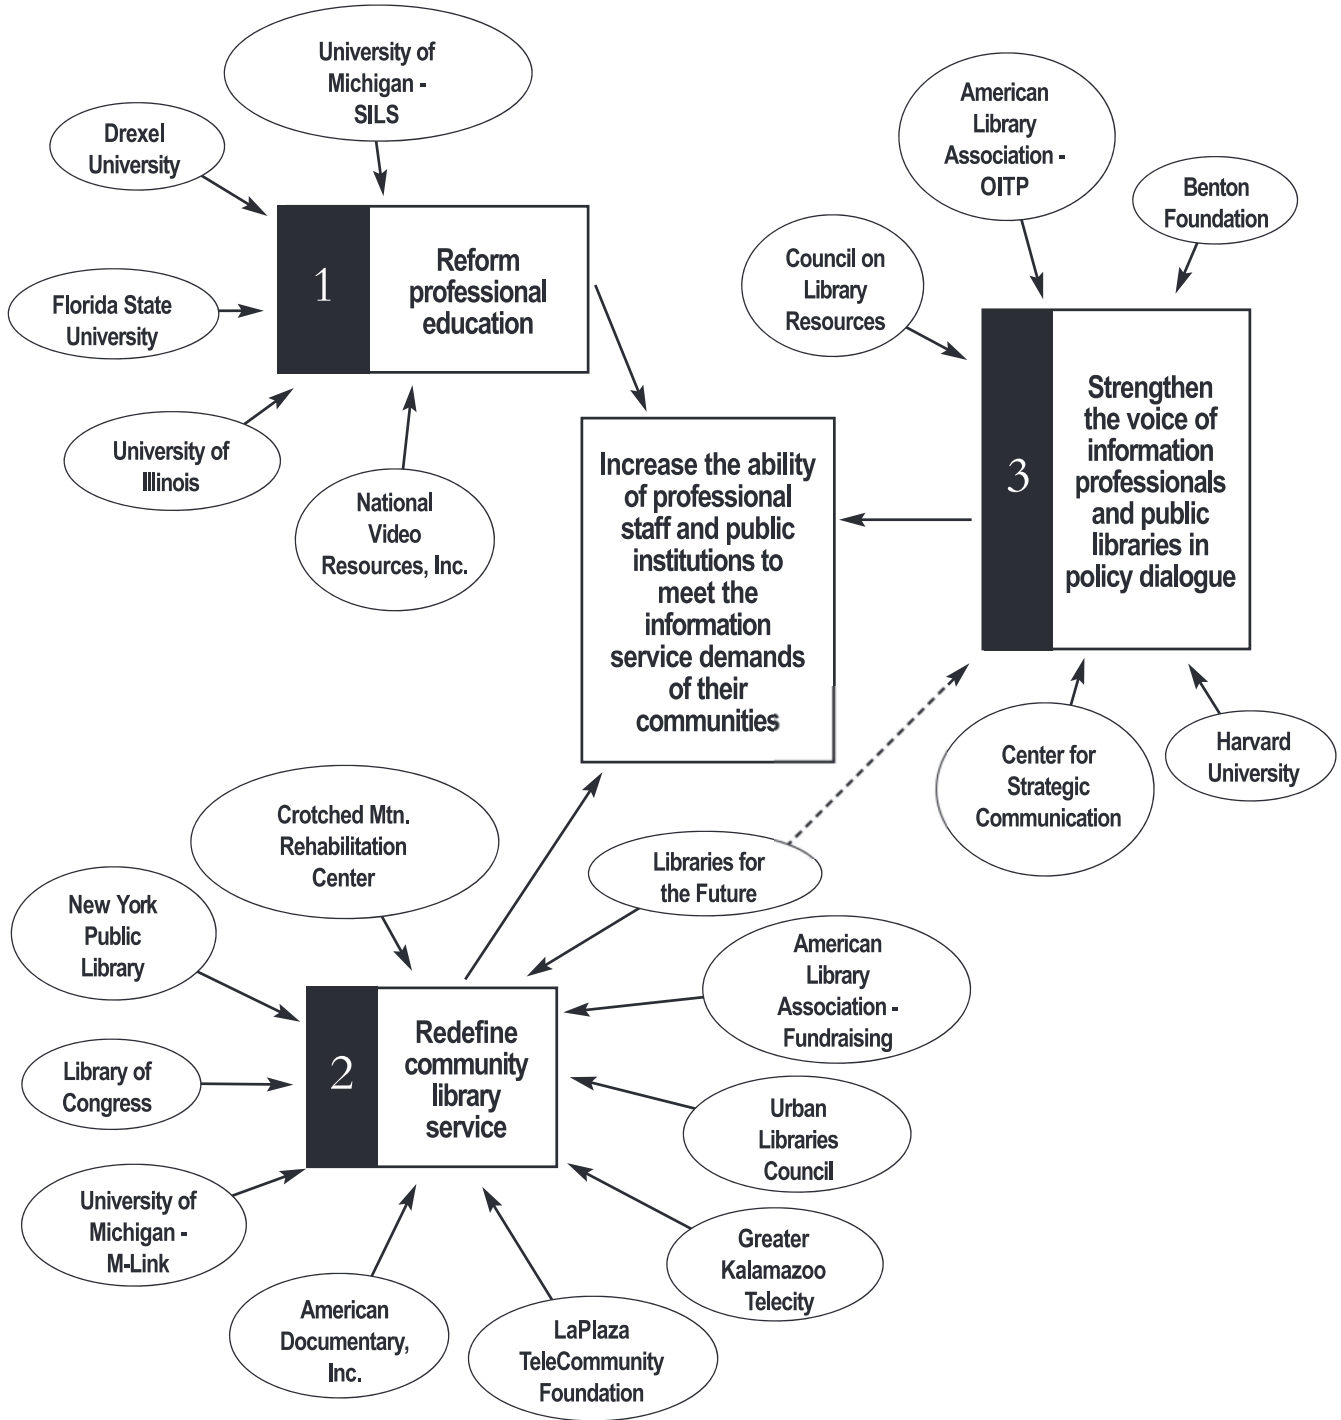 University of
Michigan -
SILS
Drexel
University
Florida State
University
University of
Illinois
National
Video
Resources, Inc.
1
Reform
professional
education
American
Library
Association -
OITP
Benton
Foundation
Council on
Library
Resources
3
Strengthen
the voice of
information
professionals
and public
libraries in
policy dialogue
Center for
Strategic
Communication
Harvard
University
Increase the ability
of professional
staff and public
institutions to
meet the
information
service demands
of their
communities
Crotched Mtn.
Rehabilitation
Center
Libraries for
the Future
New York
Public
Library
American
Library
Association -
Fundraising
2
Redefine
community
library
service
Library of
Congress
Urban
Libraries
Council
University of
Michigan -
M-Link
Greater
Kalamazoo
Telecity
American
Documentary,
Inc.
LaPlaza
TeleCommunity
Foundation